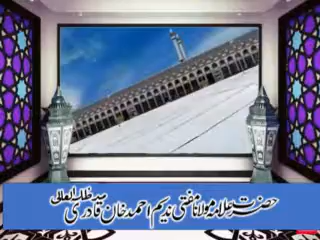 حضرت علامہ مولانا مفتی ندیم احمد خان قادری مدظلہ العالی